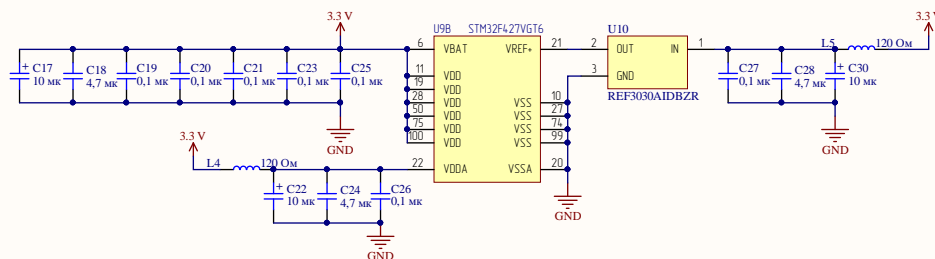 3.3 V
3.3 V
U9B STM32F427VGT6
U10
6 VBAT VREF+ 21
2 OUT IN 1
L5 120 Ом
+ C17
10 мк
C18
4,7 мк
C19
0,1 мк
C20
0,1 мк
C21
0,1 мк
C23
0,1 мк
C25
0,1 мк
11 VDD
19 VDD
28 VDD
50 VDD
75 VDD
100 VDD
3 GND
REF3030AIDBZR
VSS 10
VSS 27
VSS 74
VSS 99
C27
0,1 мк
C28
4,7 мк
+ C30
10 мк
GND
GND
3.3 V
L4 120 Ом
22 VDDA VSSA 20
+ C22
10 мк
C24
4,7 мк
C26
0,1 мк
GND
GND